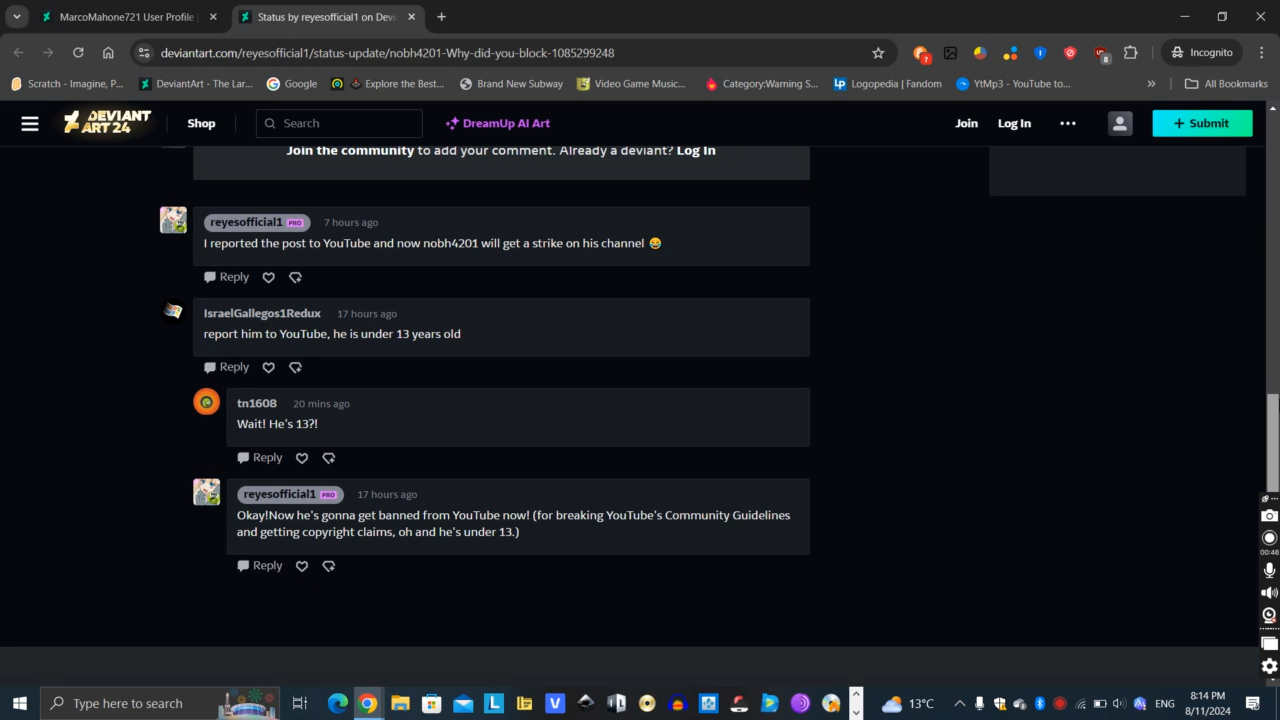 MarcoMahone721 User Profile
Status by reyesofficial1 on Devi
deviantart.com/reyesofficial1/status-update/nobh4201-Why-did-you-block-1085299248
?
8
Incognito
Scratch - Imagine, P...
DeviantArt - The Lar...
Google
Explore the Best...
Brand New Subway
Video Game Music...
Category:Warning S...
Logopedia | Fandom
YtMp3 - YouTube to...
All Bookmarks
DEVIANT
ART 24
Shop
Search
DreamUp AI Art
Join
Log In
+ Submit
Join the community to add your comment. Already a deviant? Log In
reyesofficial1 PRO 7 hours ago
I reported the post to YouTube and now nobh4201 will get a strike on his channel 😂
Reply
IsraelGallegos1Redux 17 hours ago
report him to YouTube, he is under 13 years old
Reply
tn1608 20 mins ago
Wait! He's 13?!
Reply
reyesofficial1 PRO 17 hours ago
Okay!Now he's gonna get banned from YouTube now! (for breaking YouTube's Community Guidelines
and getting copyright claims, oh and he's under 13.)
Reply
00:46
Type here to search
13°C
ENG
8:14 PM
8/11/2024